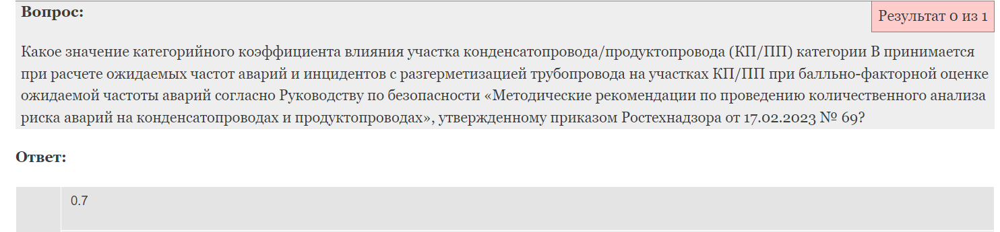 Вопрос:
Результат 0 из 1
Какое значение категорийного коэффициента влияния участка конденсатопровода/продуктопровода (КП/ПП) категории В принимается
при расчете ожидаемых частот аварий и инцидентов с разгерметизацией трубопровода на участках КП/ПП при балльно-факторной оценке
ожидаемой частоты аварий согласно Руководству по безопасности «Методические рекомендации по проведению количественного анализа
риска аварий на конденсатопроводах и продуктопроводах», утвержденному приказом Ростехнадзора от 17.02.2023 № 69?
Ответ:
0.7